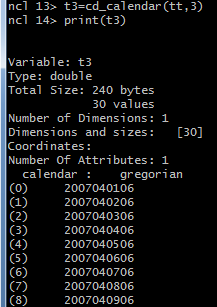 ncl 13> t3=cd_calendar(tt,3)
ncl 14> print(t3)
Variable: t3
Type: double
Total Size: 240 bytes
30 values
Number of Dimensions: 1
Dimensions and sizes: [30]
Coordinates:
Number Of Attributes: 1
calendar : gregorian
(0) 2007040106
(1) 2007040206
(2) 2007040306
(3) 2007040406
(4) 2007040506
(5) 2007040606
(6) 2007040706
(7) 2007040806
(8) 2007040906